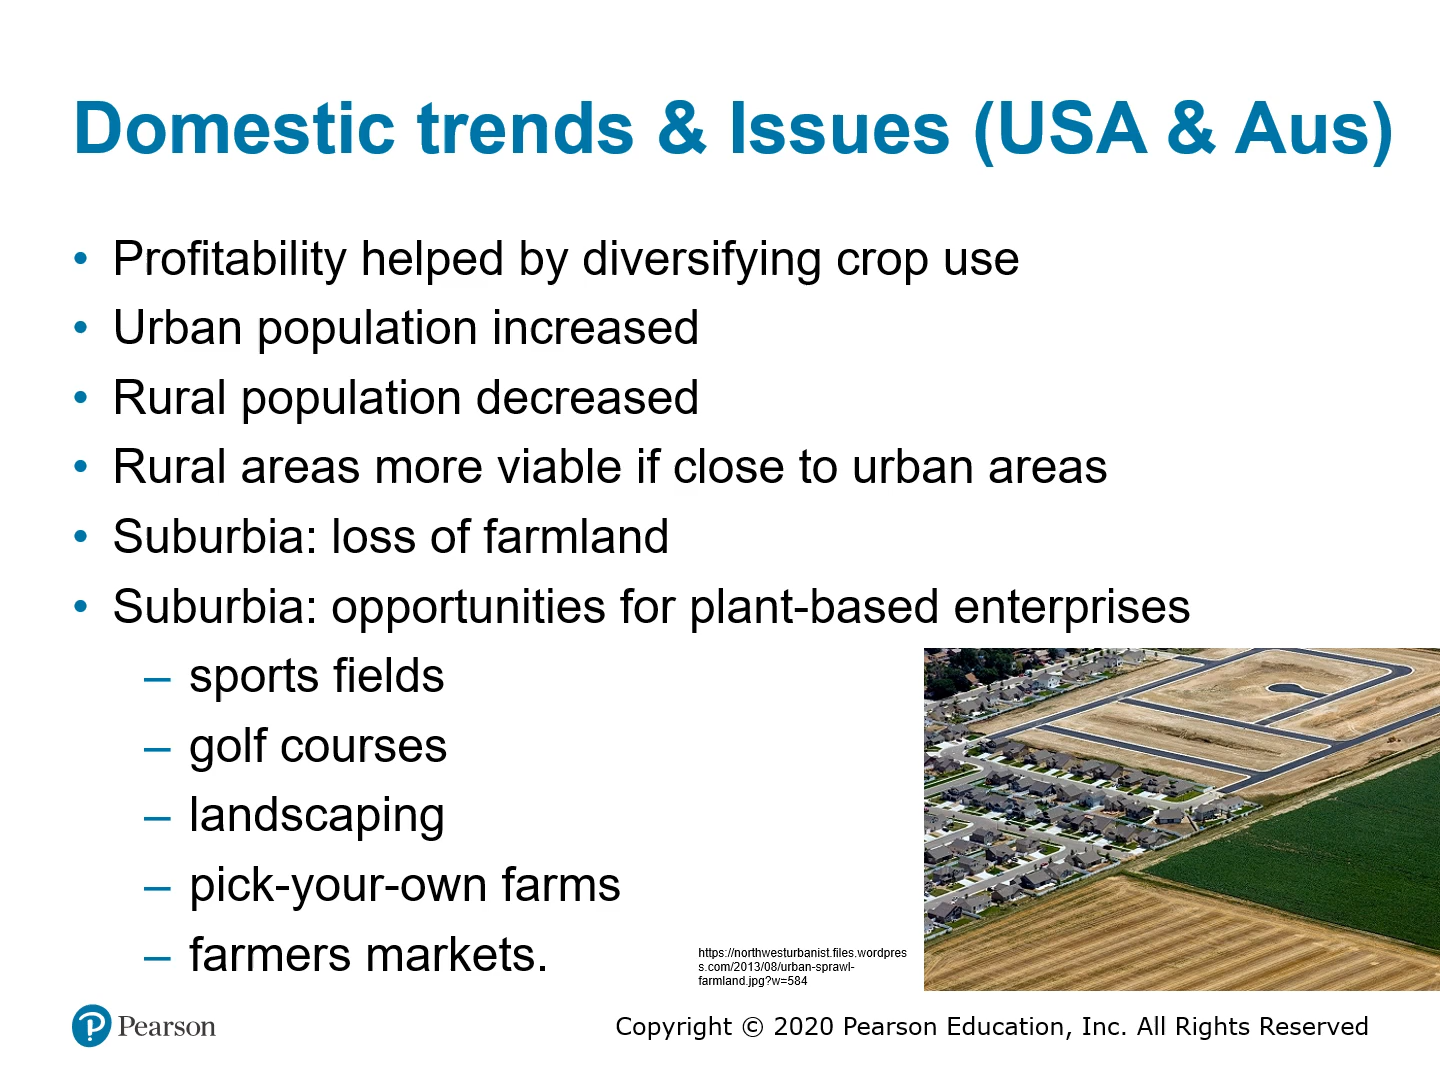 Domestic trends & Issues (USA & Aus)
• Profitability helped by diversifying crop use
• Urban population increased
• Rural population decreased
• Rural areas more viable if close to urban areas
• Suburbia: loss of farmland
• Suburbia: opportunities for plant-based enterprises
– sports fields
– golf courses
– landscaping
– pick-your-own farms
– farmers markets.
https://northwesturbanist.files.wordpres
s.com/2013/08/urban-sprawl-
farmland.jpg?w=584
Pearson
Copyright © 2020 Pearson Education, Inc. All Rights Reserved